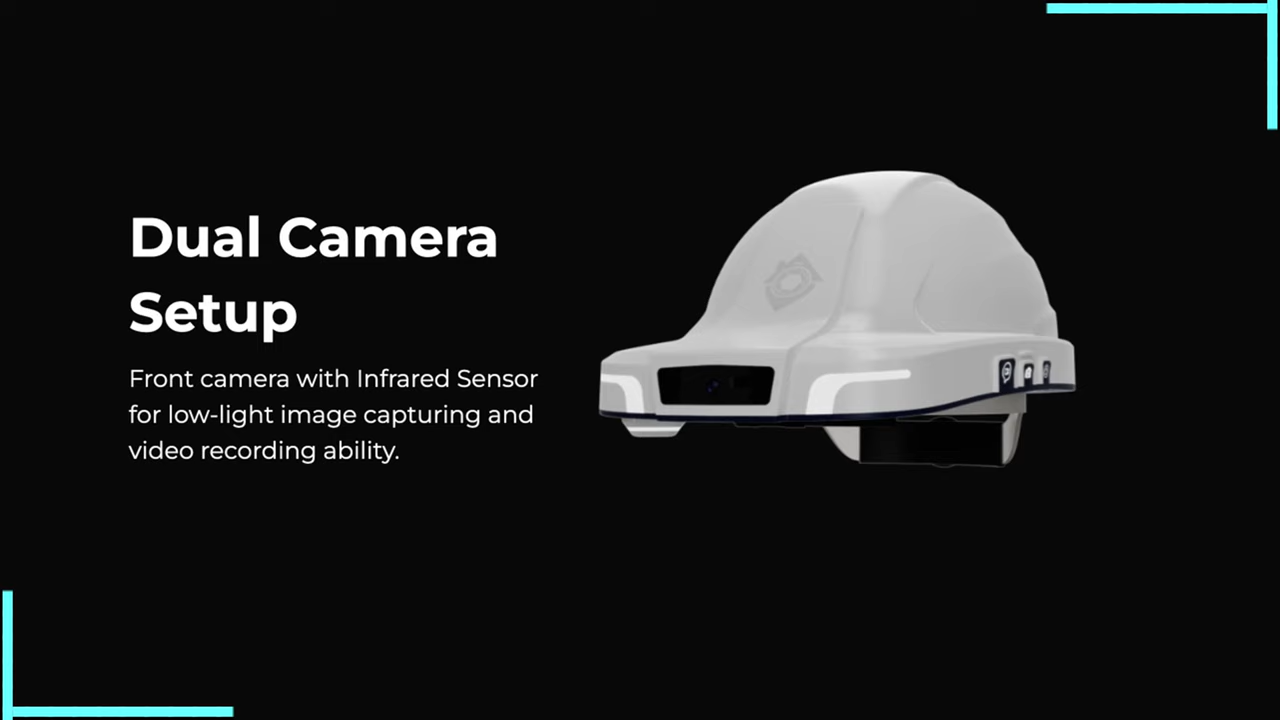 Dual Camera
Setup
Front camera with Infrared Sensor
for low-light image capturing and
video recording ability.